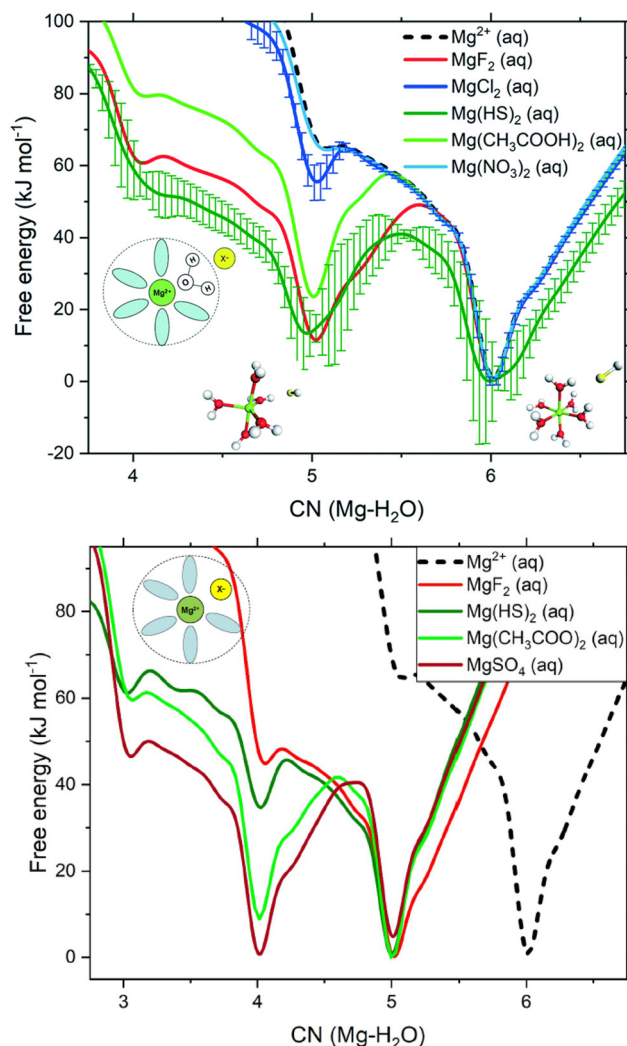 100
80
60
40
20
0
-20
Free energy (kJ mol⁻¹)
Mg²⁺ (aq)
MgF₂ (aq)
MgCl₂ (aq)
Mg(HS)₂ (aq)
Mg(CH₃COOH)₂ (aq)
Mg(NO₃)₂ (aq)
H
X⁻
O
H
Mg²⁺
4 5 6
CN (Mg-H₂O)
80
60
40
20
0
Free energy (kJ mol⁻¹)
X⁻
Mg²⁺
Mg²⁺ (aq)
MgF₂ (aq)
Mg(HS)₂ (aq)
Mg(CH₃COO)₂ (aq)
MgSO₄ (aq)
3 4 5 6
CN (Mg-H₂O)